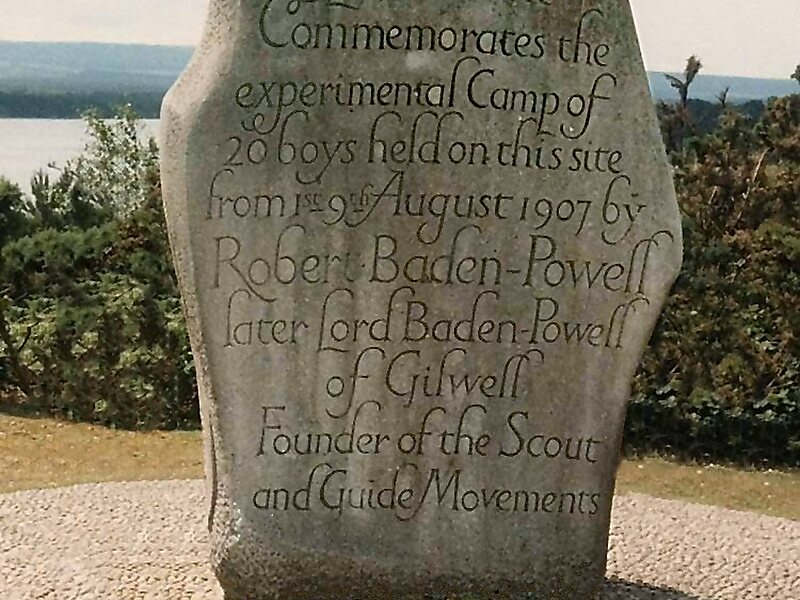 Commemorates the
experimental Camp of
20 boys held on this site
from 1st-9th August 1907 by
Robert Baden-Powell
later Lord Baden-Powell
of Gilwell
Founder of the Scout
and Guide Movements